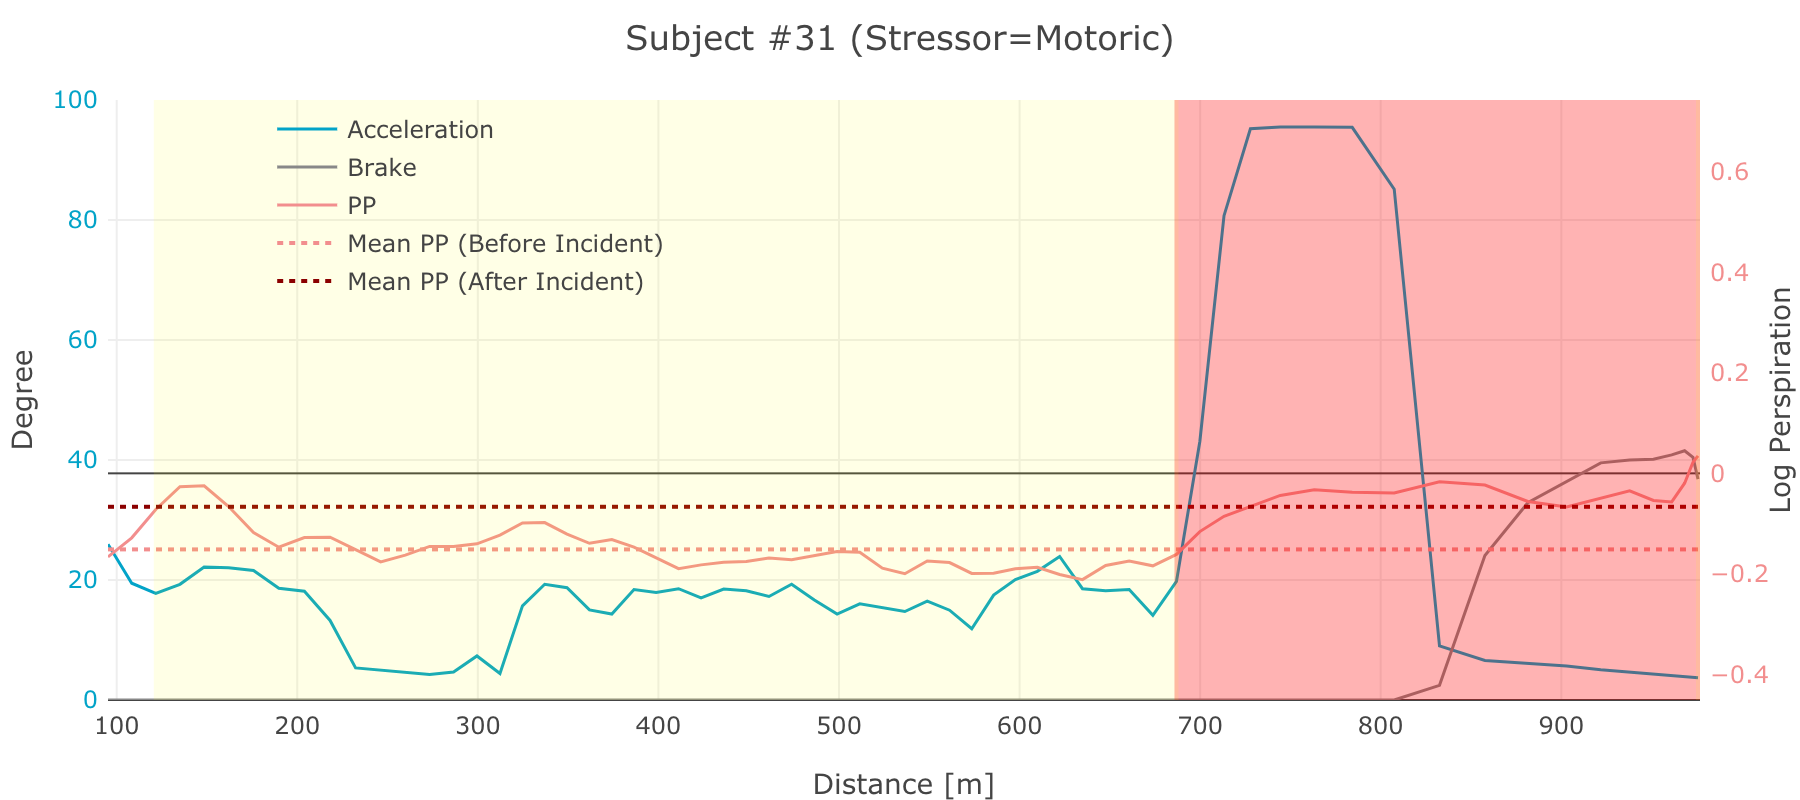 Subject #31 (Stressor=Motoric)
Acceleration
Brake
PP
Mean PP (Before Incident)
Mean PP (After Incident)
100
80
60
40
20
0
Degree
0.6
0.4
0.2
0
−0.2
−0.4
Log Perspiration
100 200 300 400 500 600 700 800 900
Distance [m]